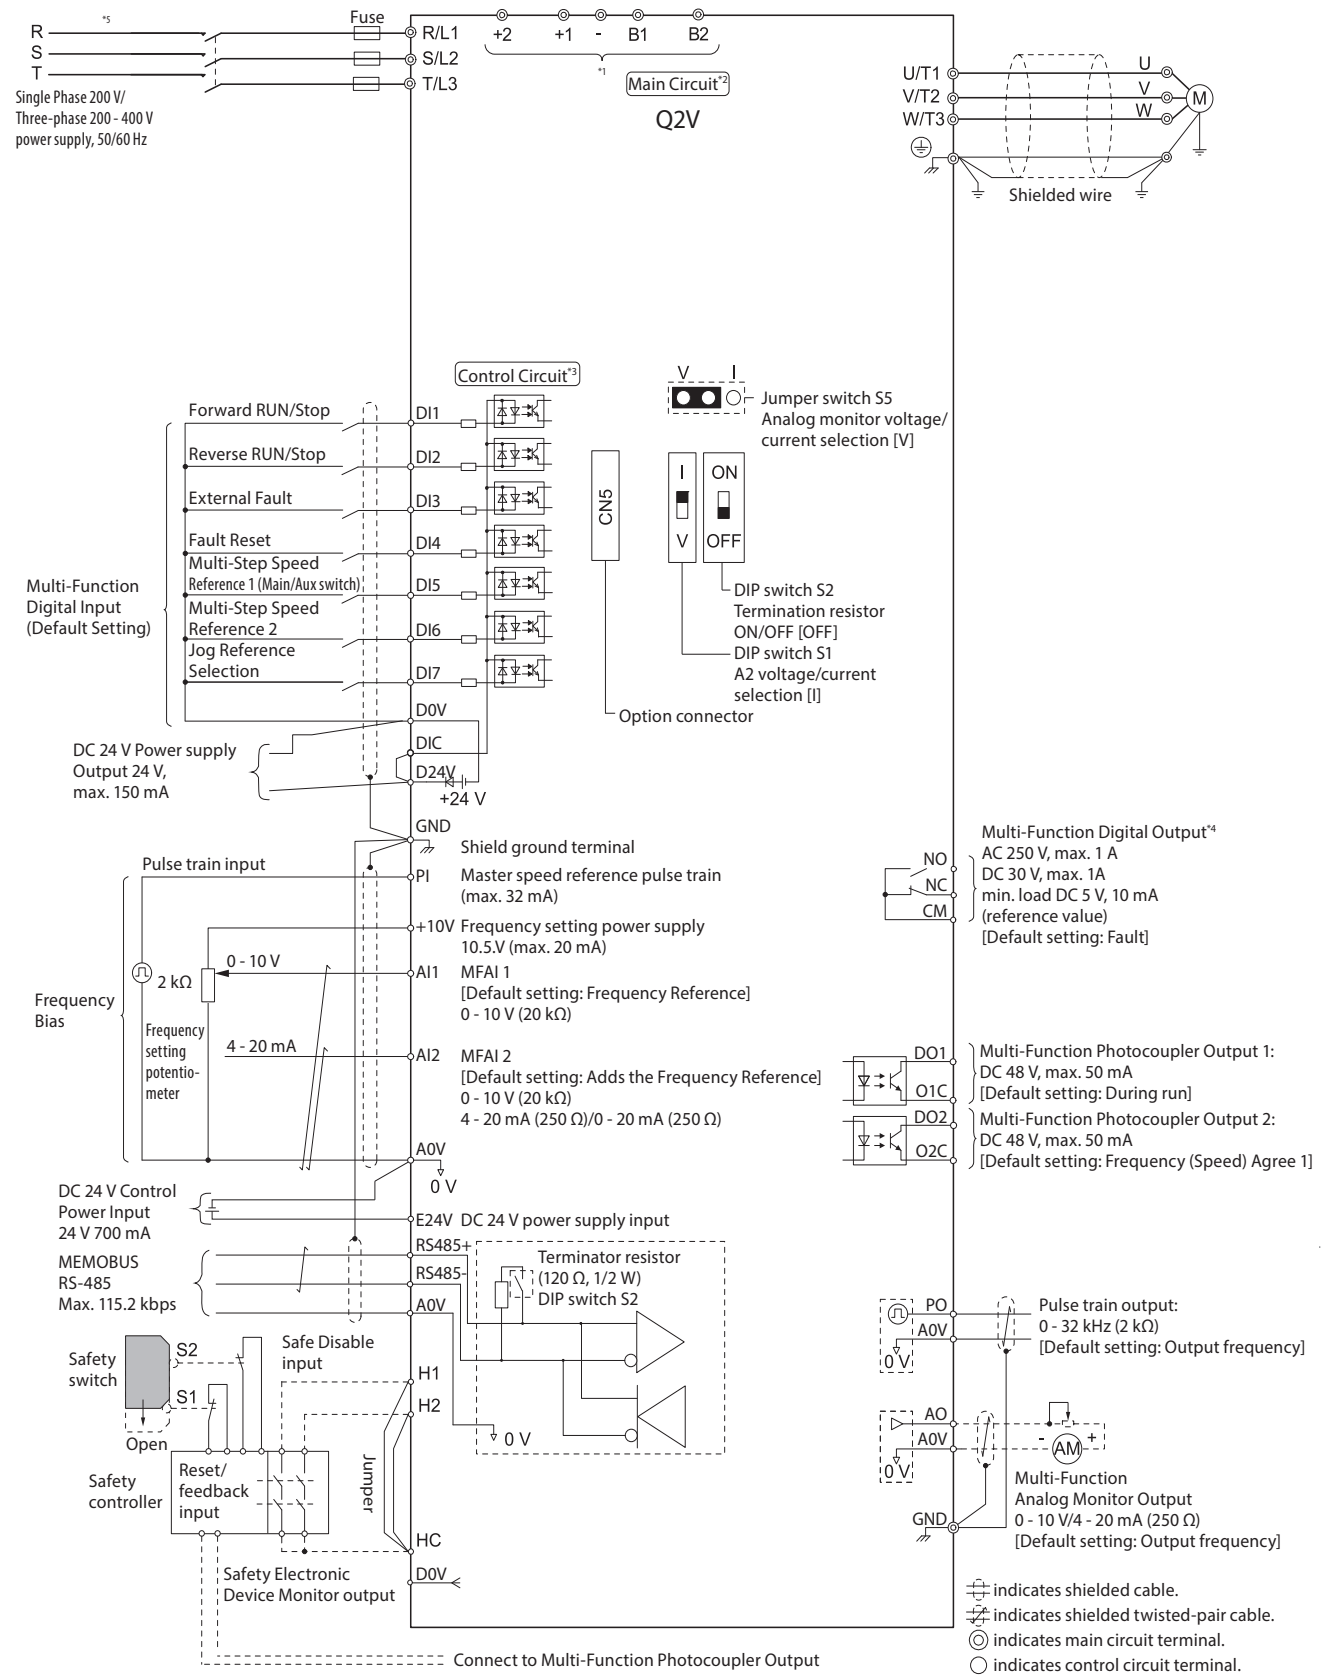 R
*5
Fuse
R/L1
S
S/L2
T
T/L3
Single Phase 200 V/
Three-phase 200 - 400 V
power supply, 50/60 Hz
+2
+1
-
B1
B2
*1
Main Circuit*2
Q2V
U/T1
U
V/T2
V
M
W/T3
W
Shielded wire
Control Circuit*3
V
I
Jumper switch S5
Analog monitor voltage/
current selection [V]
CN5
I
V
ON
OFF
DIP switch S2
Termination resistor
ON/OFF [OFF]
DIP switch S1
A2 voltage/current
selection [I]
Option connector
Multi-Function
Digital Input
(Default Setting)
Forward RUN/Stop
DI1
Reverse RUN/Stop
DI2
External Fault
DI3
Fault Reset
DI4
Multi-Step Speed
Reference 1 (Main/Aux switch)
DI5
Multi-Step Speed
Reference 2
DI6
Jog Reference
Selection
DI7
D0V
DIC
D24V
+24 V
DC 24 V Power supply
Output 24 V,
max. 150 mA
GND
Shield ground terminal
Pulse train input
PI
Master speed reference pulse train
(max. 32 mA)
+10V
Frequency setting power supply
10.5.V (max. 20 mA)
0 - 10 V
2 kΩ
AI1
MFAI 1
[Default setting: Frequency Reference]
0 - 10 V (20 kΩ)
Frequency
Bias
Frequency
setting
potentio-
meter
4 - 20 mA
AI2
MFAI 2
[Default setting: Adds the Frequency Reference]
0 - 10 V (20 kΩ)
4 - 20 mA (250 Ω)/0 - 20 mA (250 Ω)
A0V
0 V
DC 24 V Control
Power Input
24 V 700 mA
E24V
DC 24 V power supply input
MEMOBUS
RS-485
Max. 115.2 kbps
RS485+
RS485-
A0V
Terminator resistor
(120 Ω, 1/2 W)
DIP switch S2
0 V
Safety
switch
S2
S1
Open
Safe Disable
input
H1
H2
Jumper
Safety
controller
Reset/
feedback
input
HC
Safety Electronic
Device Monitor output
D0V
Connect to Multi-Function Photocoupler Output
NO
NC
CM
Multi-Function Digital Output*4
AC 250 V, max. 1 A
DC 30 V, max. 1A
min. load DC 5 V, 10 mA
(reference value)
[Default setting: Fault]
DO1
O1C
Multi-Function Photocoupler Output 1:
DC 48 V, max. 50 mA
[Default setting: During run]
DO2
O2C
Multi-Function Photocoupler Output 2:
DC 48 V, max. 50 mA
[Default setting: Frequency (Speed) Agree 1]
PO
A0V
0 V
Pulse train output:
0 - 32 kHz (2 kΩ)
[Default setting: Output frequency]
AO
A0V
0 V
-
AM
+
Multi-Function
Analog Monitor Output
0 - 10 V/4 - 20 mA (250 Ω)
[Default setting: Output frequency]
GND
indicates shielded cable.
indicates shielded twisted-pair cable.
indicates main circuit terminal.
indicates control circuit terminal.